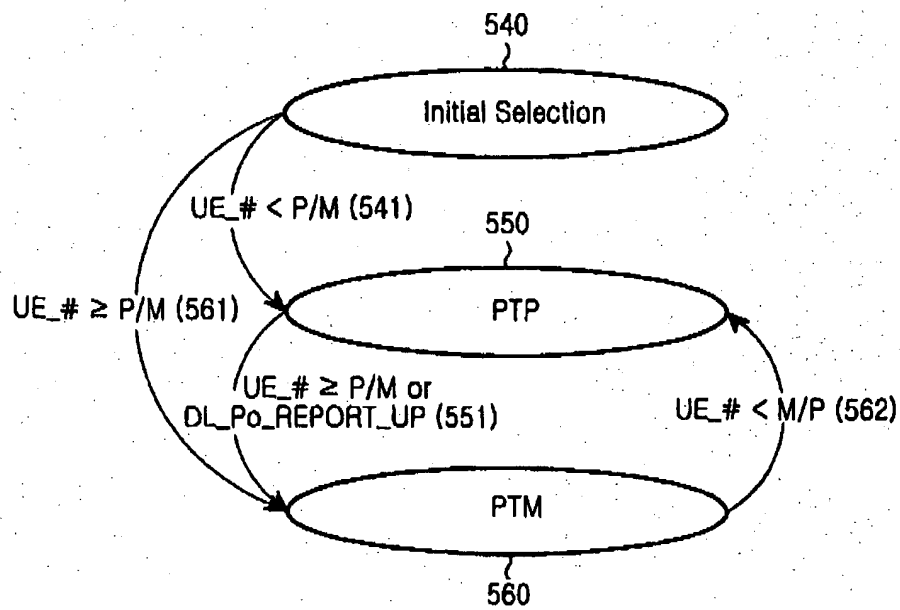 540
Initial Selection
UE_# < P/M (541)
550
UE_# ≥ P/M (561)
PTP
UE_# ≥ P/M or
DL_Po_REPORT_UP (551)
UE_# < M/P (562)
PTM
560